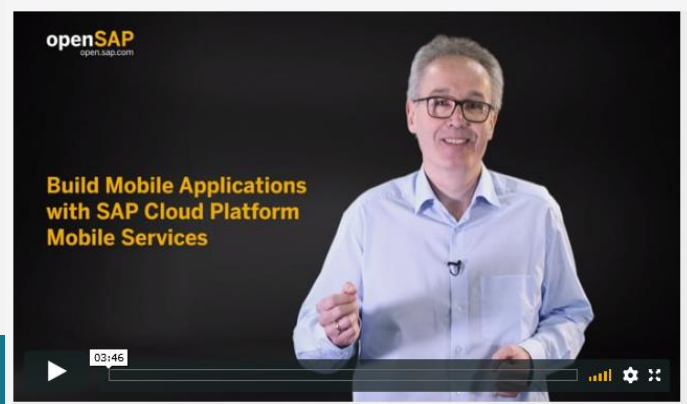 openSAP
open.sap.com
Build Mobile Applications
with SAP Cloud Platform
Mobile Services
03:46